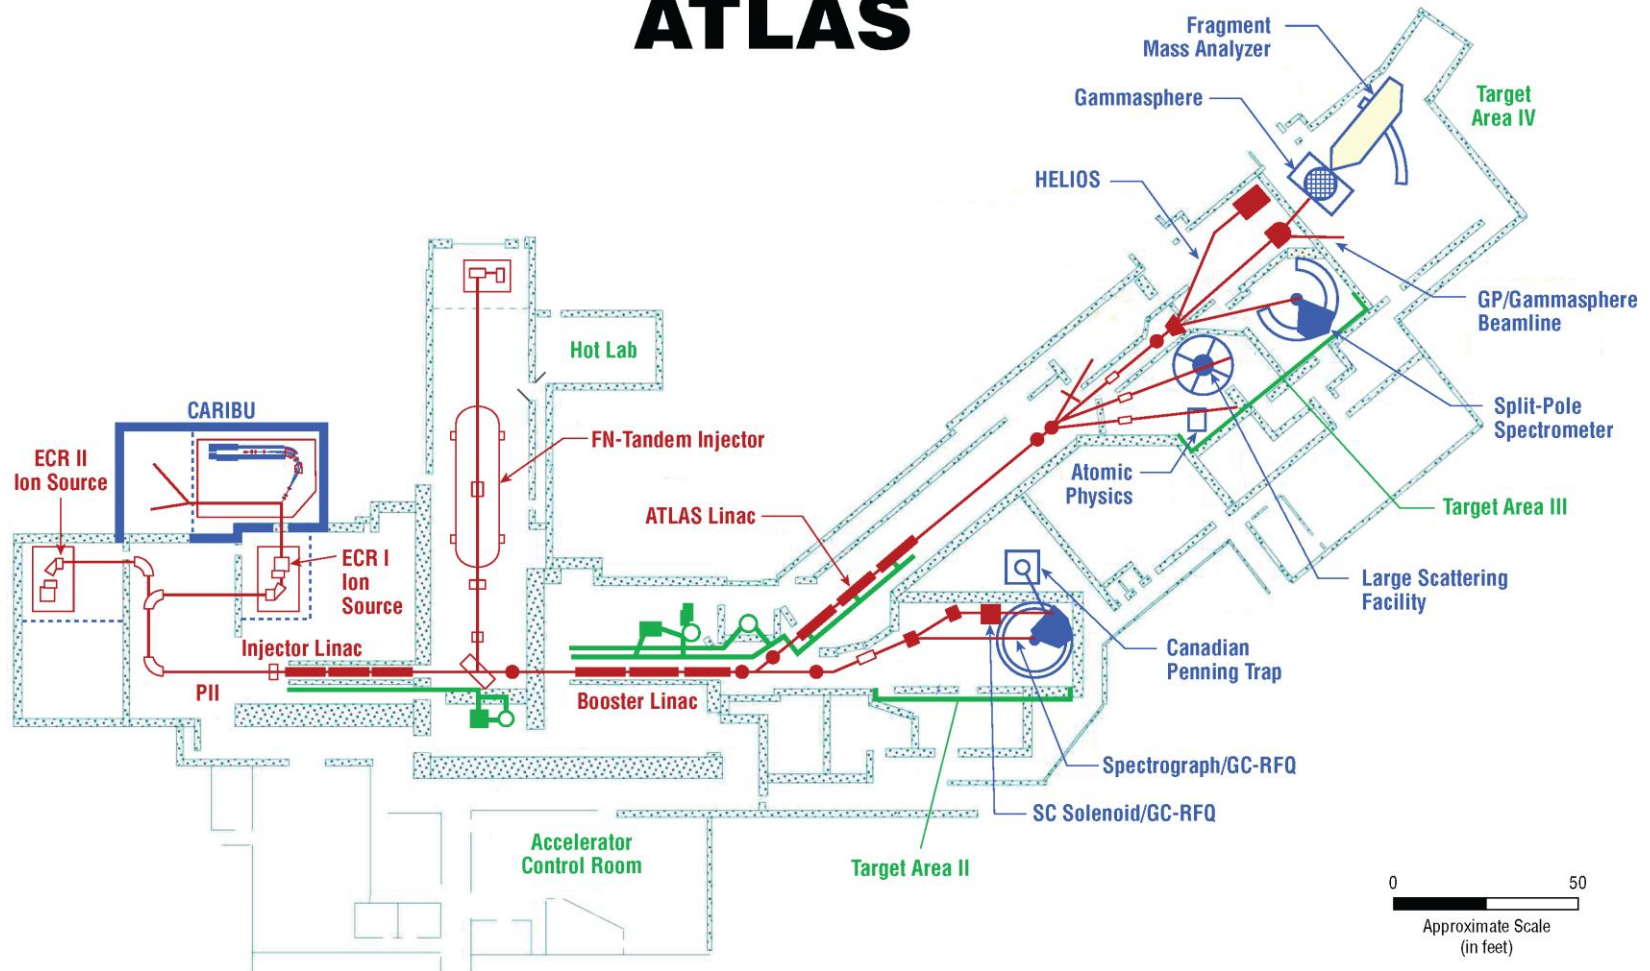 ATLAS
Fragment
Mass Analyzer
Gammasphere
Target
Area IV
HELIOS
GP/Gammasphere
Beamline
Hot Lab
CARIBU
FN-Tandem Injector
Split-Pole
Spectrometer
ECR II
Ion Source
Atomic
Physics
ATLAS Linac
Target Area III
ECR I
Ion
Source
Large Scattering
Facility
Injector Linac
Canadian
Penning Trap
PII
Booster Linac
Spectrograph/GC-RFQ
SC Solenoid/GC-RFQ
Accelerator
Control Room
Target Area II
0 50
Approximate Scale
(in feet)